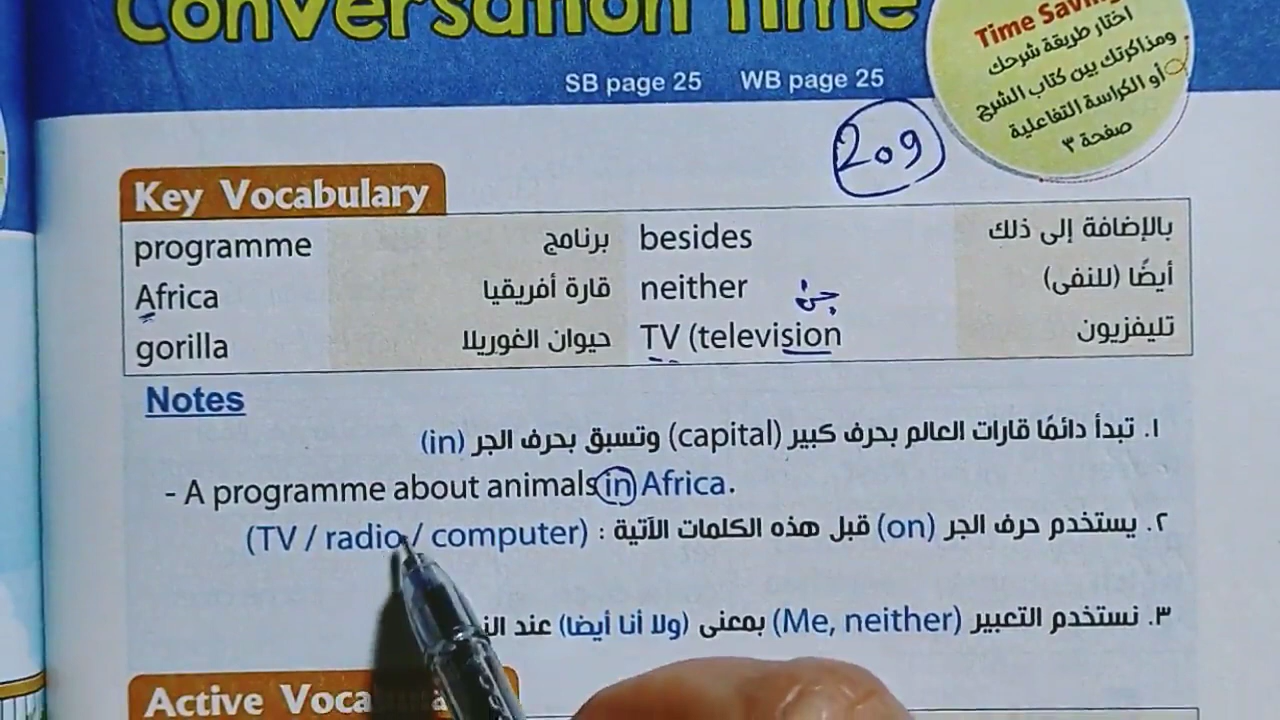 Conversation Time
SB page 25 WB page 25
Time Saving
اختار طريقة شرحك
ومذاكرتك بين كتاب الشرح
أو الكراسة التفاعلية
صفحة ٣
209
Key Vocabulary
programme برنامج besides بالإضافة إلى ذلك
Africa قارة أفريقيا neither أيضًا (للنفى)
جن
gorilla حيوان الغوريلا TV (television تليفزيون
Notes
١. تبدأ دائمًا قارات العالم بحرف كبير (capital) وتسبق بحرف الجر (in)
- A programme about animals in Africa.
٢. يستخدم حرف الجر (on) قبل هذه الكلمات الآتية : (TV / radio / computer)
٣. نستخدم التعبير (Me, neither) بمعنى (ولا أنا أيضا) عند
Active